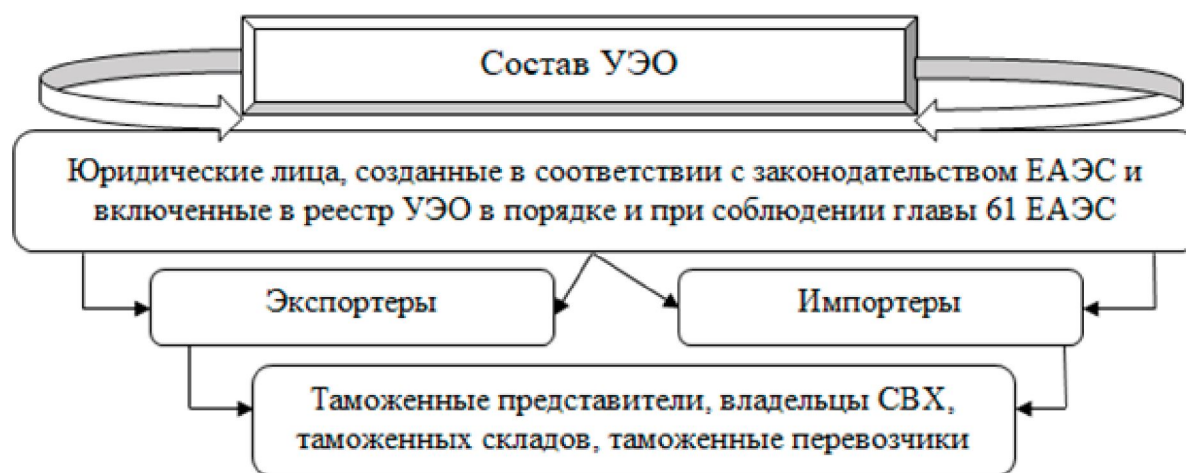 Состав УЭО
Юридические лица, созданные в соответствии с законодательством ЕАЭС и
включенные в реестр УЭО в порядке и при соблюдении главы 61 ЕАЭС
Экспортеры
Импортеры
Таможенные представители, владельцы СВХ,
таможенных складов, таможенные перевозчики